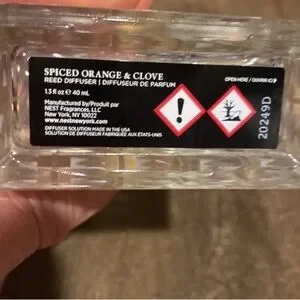 SPICED ORANGE & CLOVE
REED DIFFUSER | DIFFUSEUR DE PARFUM
1.3 fl oz ℮ 40 mL
OPEN HERE / OUVRIR ICI
Manufactured by/Produit par
NEST Fragrances, LLC
New York, NY 10022
www.nestnewyork.com
DIFFUSER SOLUTION MADE IN THE USA
SOLUTION DE DIFFUSEUR FABRIQUÉE AUX ÉTATS-UNIS
20249D